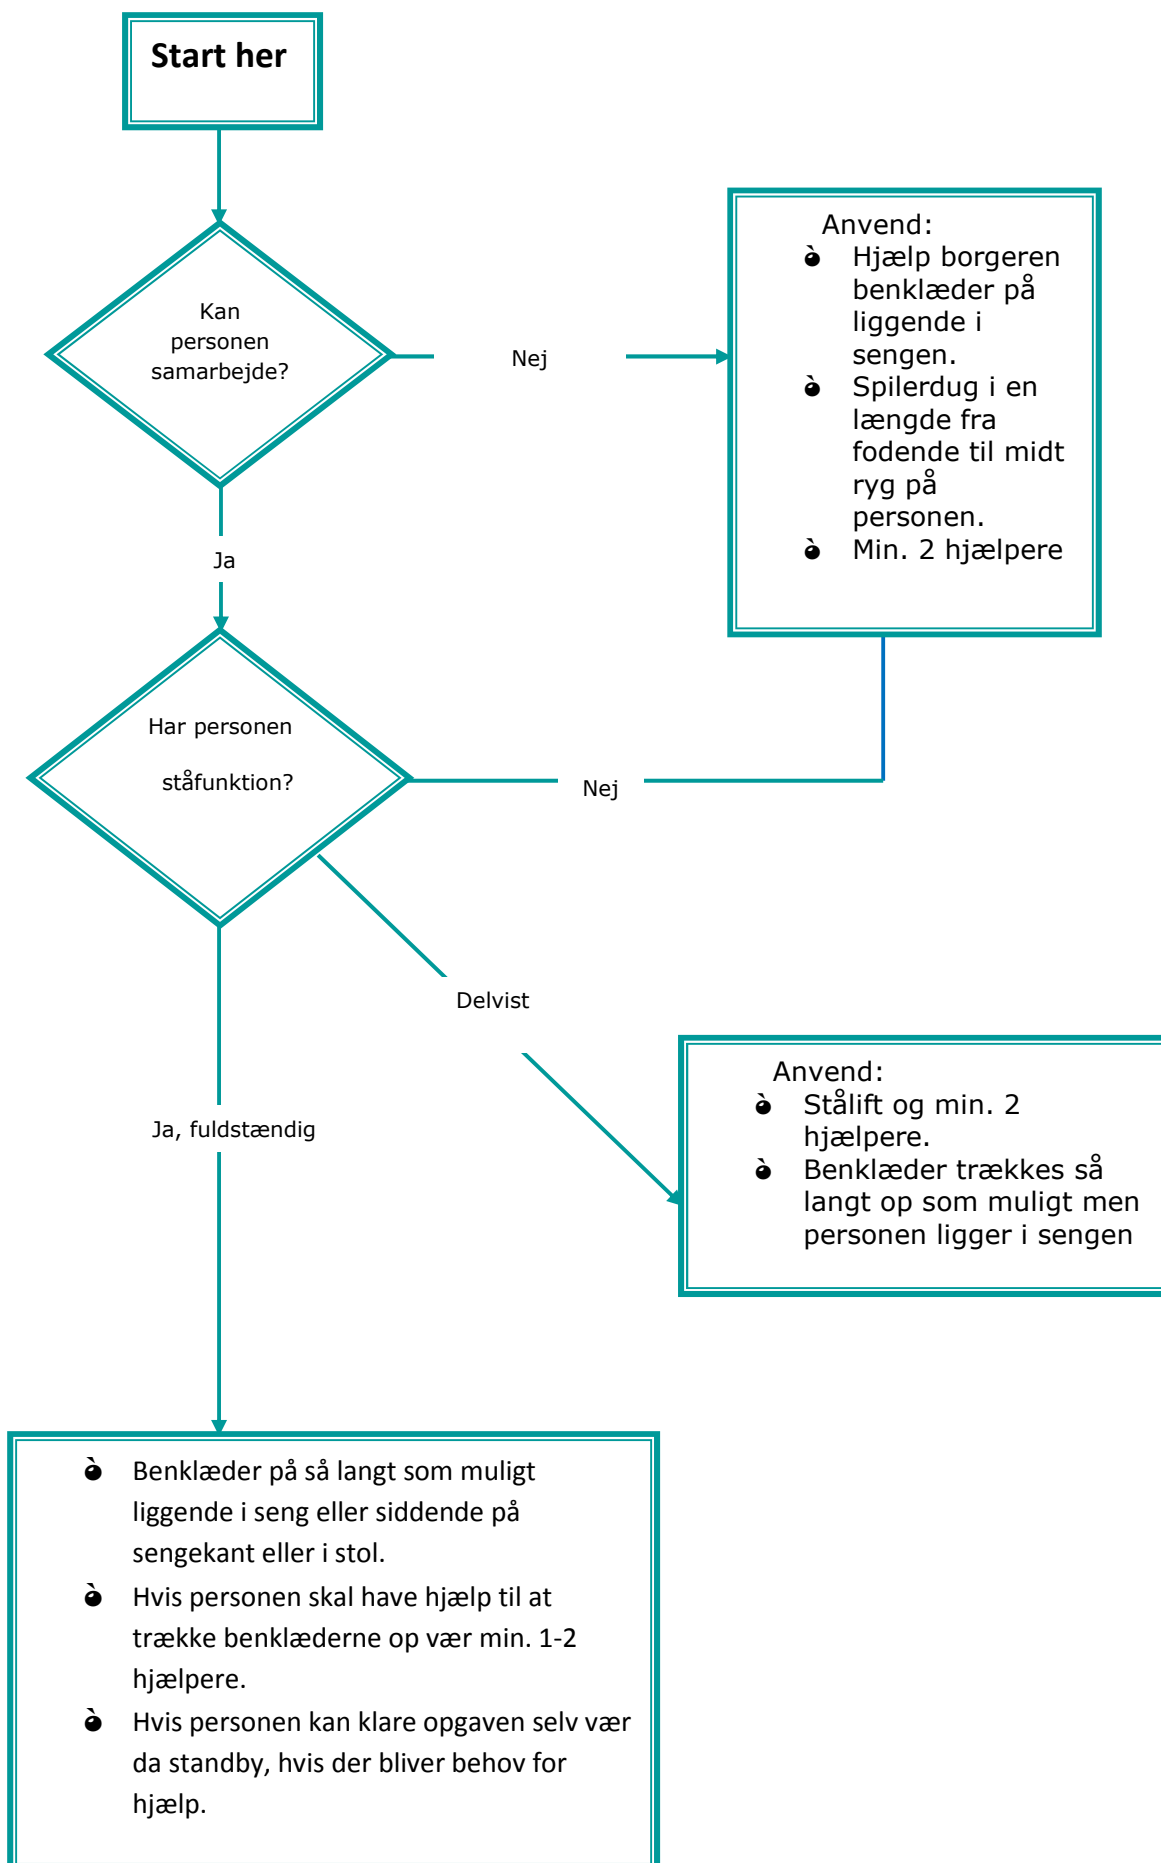 Start her
Kan
personen
samarbejde?
Nej
Anvend:
Hjælp borgeren
benklæder på
liggende i
sengen.
Spilerdug i en
længde fra
fodende til midt
ryg på
personen.
Min. 2 hjælpere
Ja
Har personen
ståfunktion?
Nej
Delvist
Anvend:
Stålift og min. 2
hjælpere.
Benklæder trækkes så
langt op som muligt men
personen ligger i sengen
Ja, fuldstændig
Benklæder på så langt som muligt
liggende i seng eller siddende på
sengekant eller i stol.
Hvis personen skal have hjælp til at
trække benklæderne op vær min. 1-2
hjælpere.
Hvis personen kan klare opgaven selv vær
da standby, hvis der bliver behov for
hjælp.